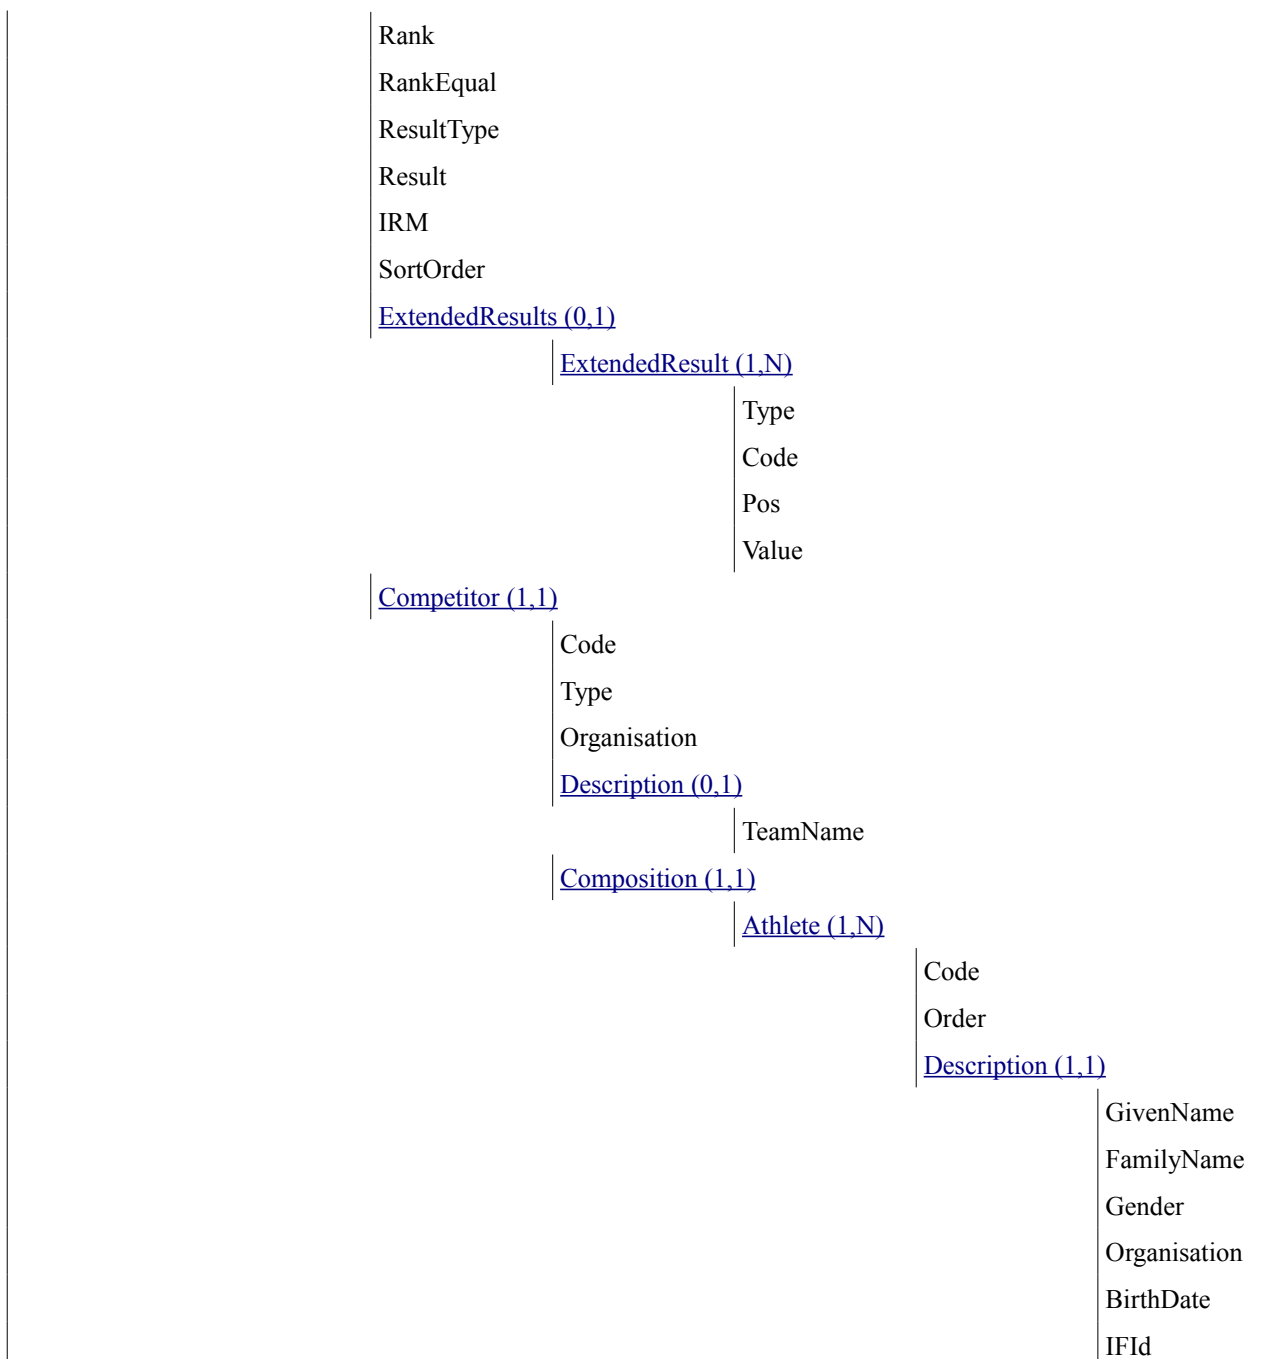 Rank
RankEqual
ResultType
Result
IRM
SortOrder
ExtendedResults (0,1)
ExtendedResult (1,N)
Type
Code
Pos
Value
Competitor (1,1)
Code
Type
Organisation
Description (0,1)
TeamName
Composition (1,1)
Athlete (1,N)
Code
Order
Description (1,1)
GivenName
FamilyName
Gender
Organisation
BirthDate
IFId